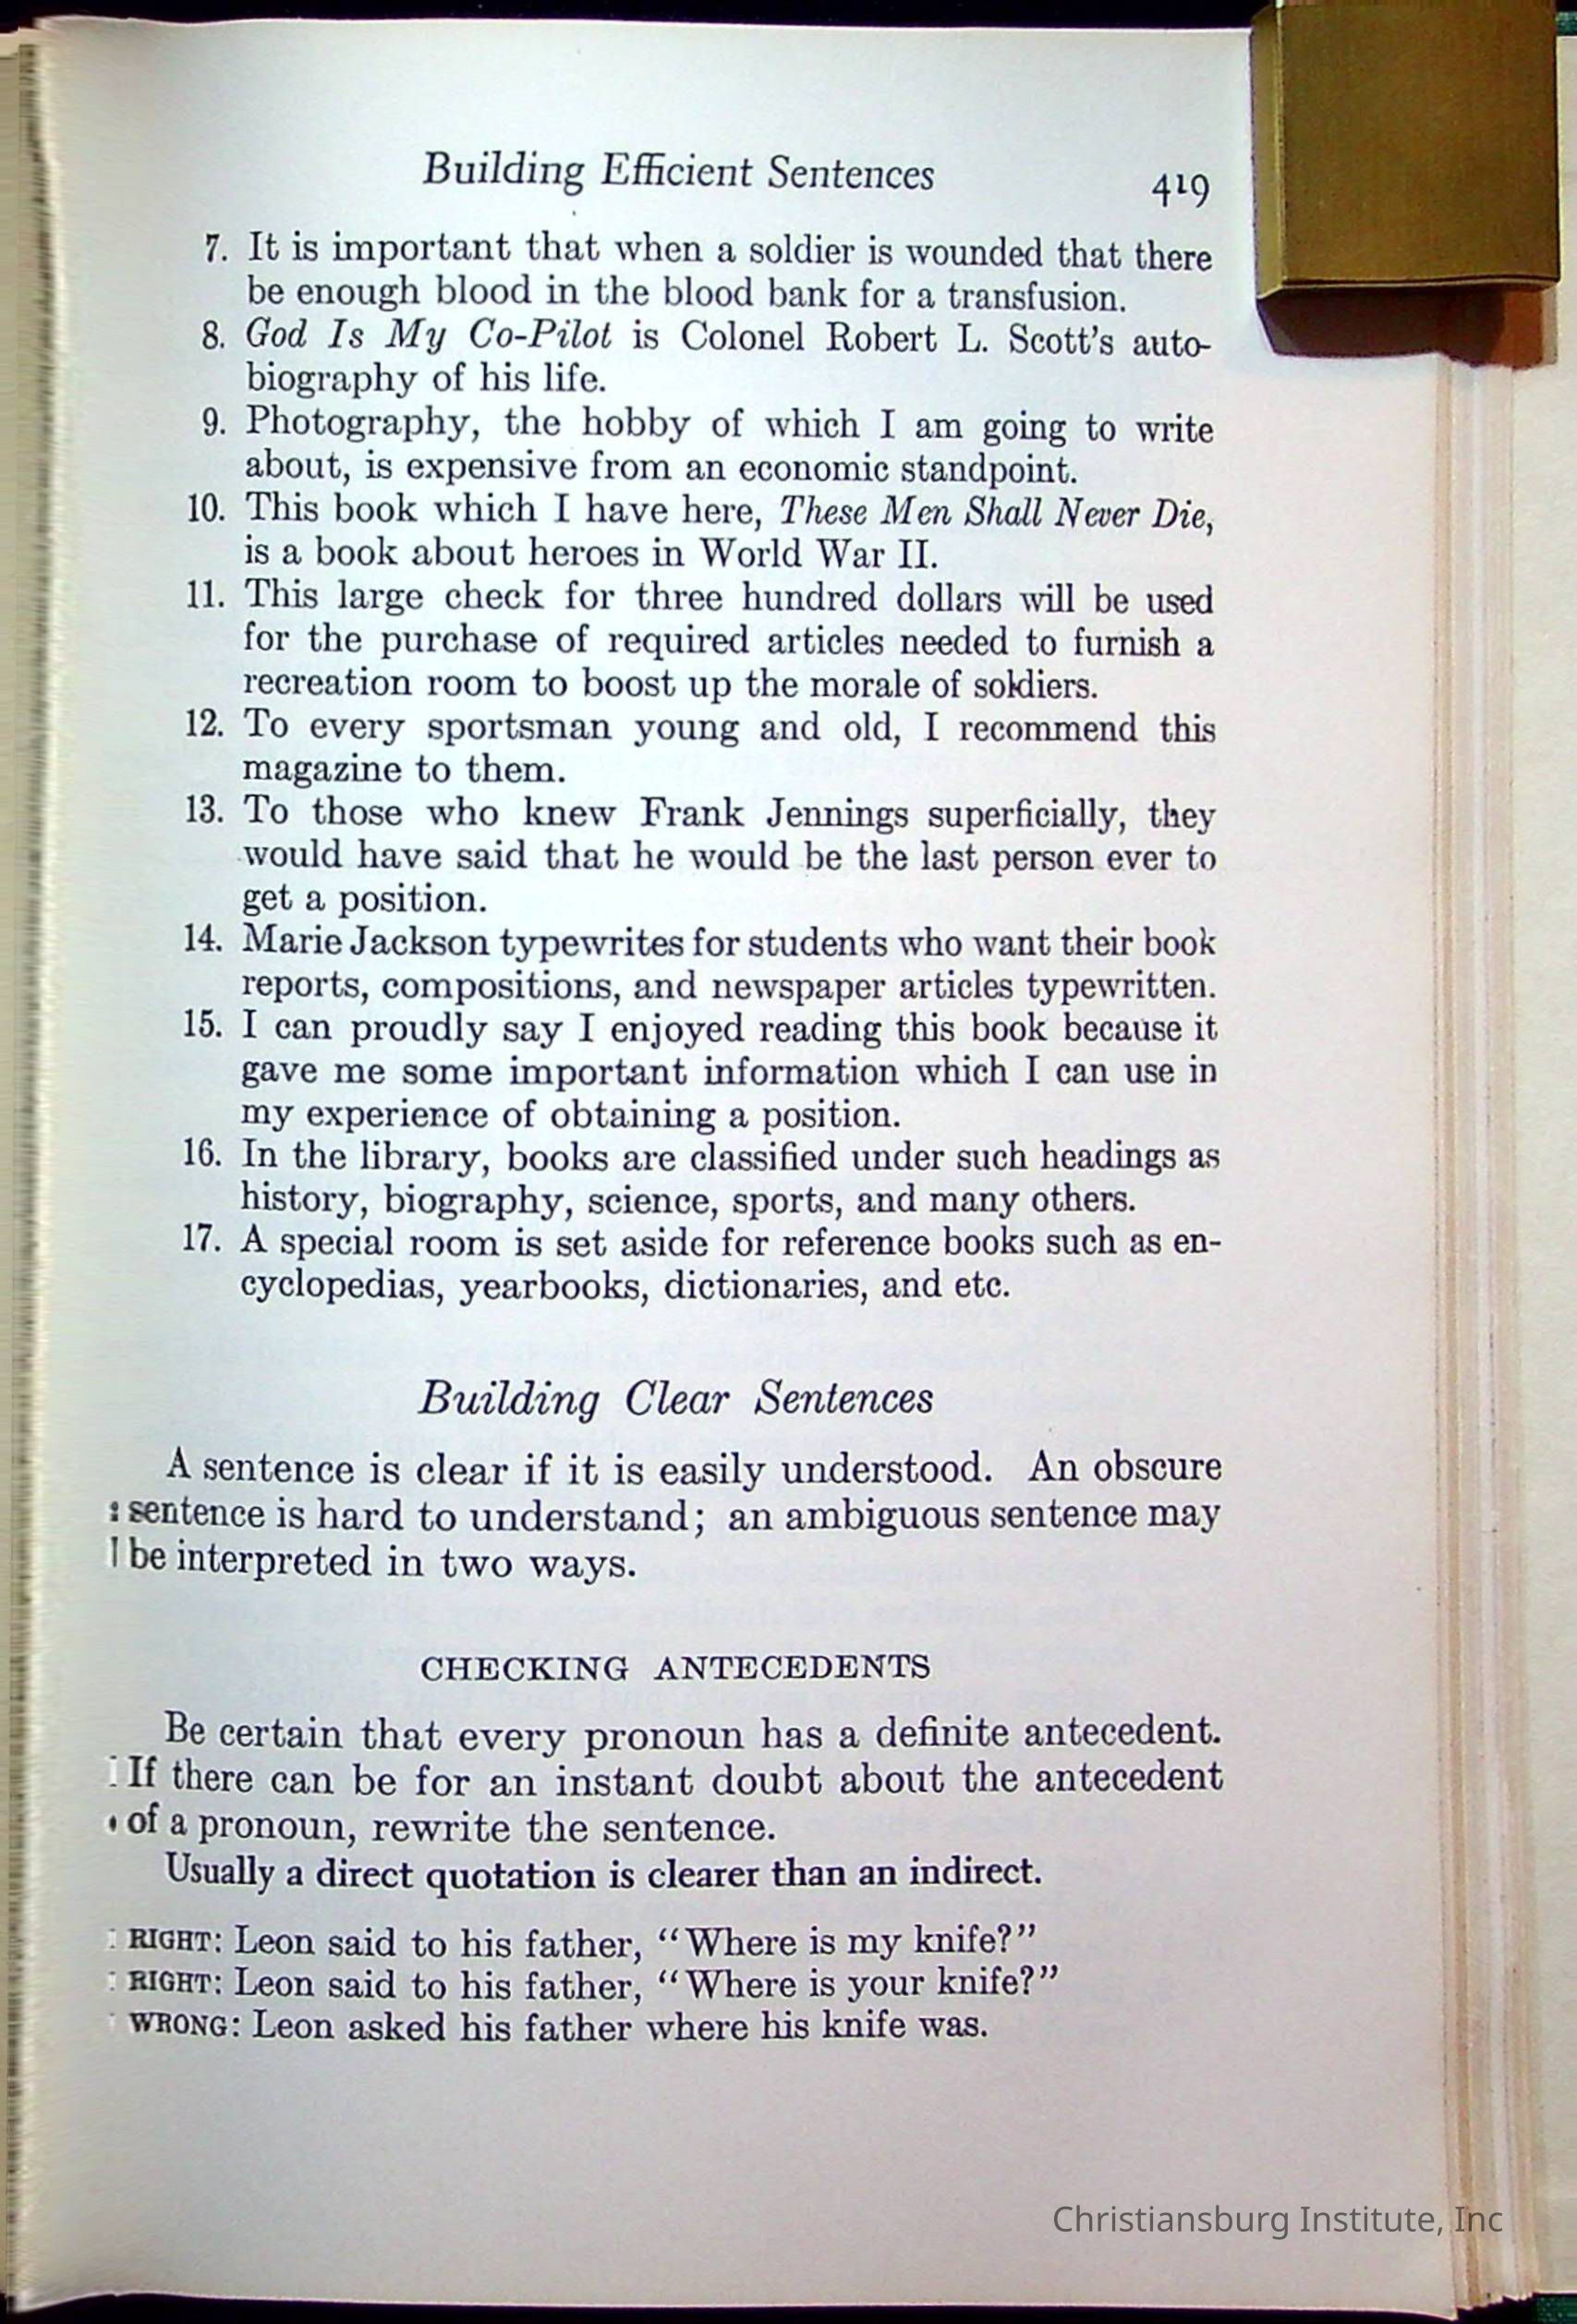 Building Efficient Sentences 419
7. It is important that when a soldier is wounded that there
be enough blood in the blood bank for a transfusion.
8. God Is My Co-Pilot is Colonel Robert L. Scott's auto-
biography of his life.
9. Photography, the hobby of which I am going to write
about, is expensive from an economic standpoint.
10. This book which I have here, These Men Shall Never Die,
is a book about heroes in World War II.
11. This large check for three hundred dollars will be used
for the purchase of required articles needed to furnish a
recreation room to boost up the morale of soldiers.
12. To every sportsman young and old, I recommend this
magazine to them.
13. To those who knew Frank Jennings superficially, they
would have said that he would be the last person ever to
get a position.
14. Marie Jackson typewrites for students who want their book
reports, compositions, and newspaper articles typewritten.
15. I can proudly say I enjoyed reading this book because it
gave me some important information which I can use in
my experience of obtaining a position.
16. In the library, books are classified under such headings as
history, biography, science, sports, and many others.
17. A special room is set aside for reference books such as en-
cyclopedias, yearbooks, dictionaries, and etc.
Building Clear Sentences
A sentence is clear if it is easily understood. An obscure
sentence is hard to understand; an ambiguous sentence may
be interpreted in two ways.
CHECKING ANTECEDENTS
Be certain that every pronoun has a definite antecedent.
If there can be for an instant doubt about the antecedent
of a pronoun, rewrite the sentence.
Usually a direct quotation is clearer than an indirect.
RIGHT: Leon said to his father, "Where is my knife?"
RIGHT: Leon said to his father, "Where is your knife?"
WRONG: Leon asked his father where his knife was.
Christiansburg Institute, Inc